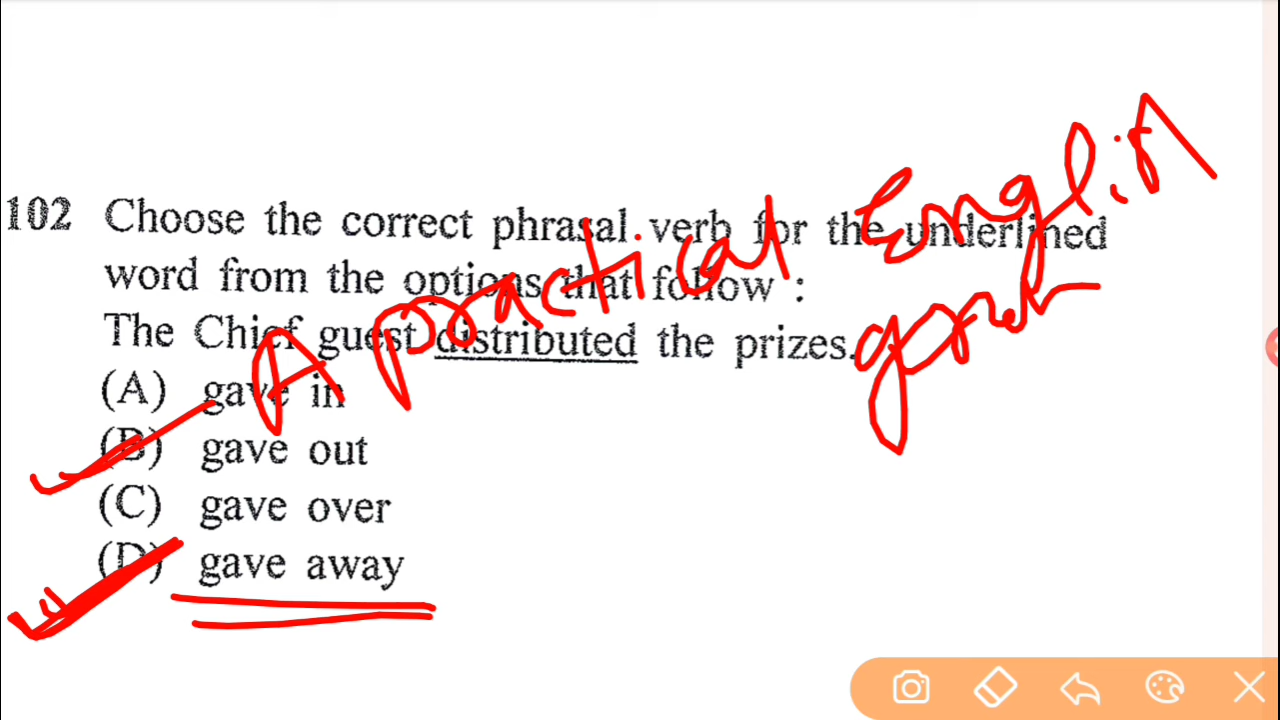 102 Choose the correct phrasal verb for the underlined
word from the options that follow :
The Chief guest distributed the prizes.
(A) gave in
(B) gave out
(C) gave over
(D) gave away
A practical English